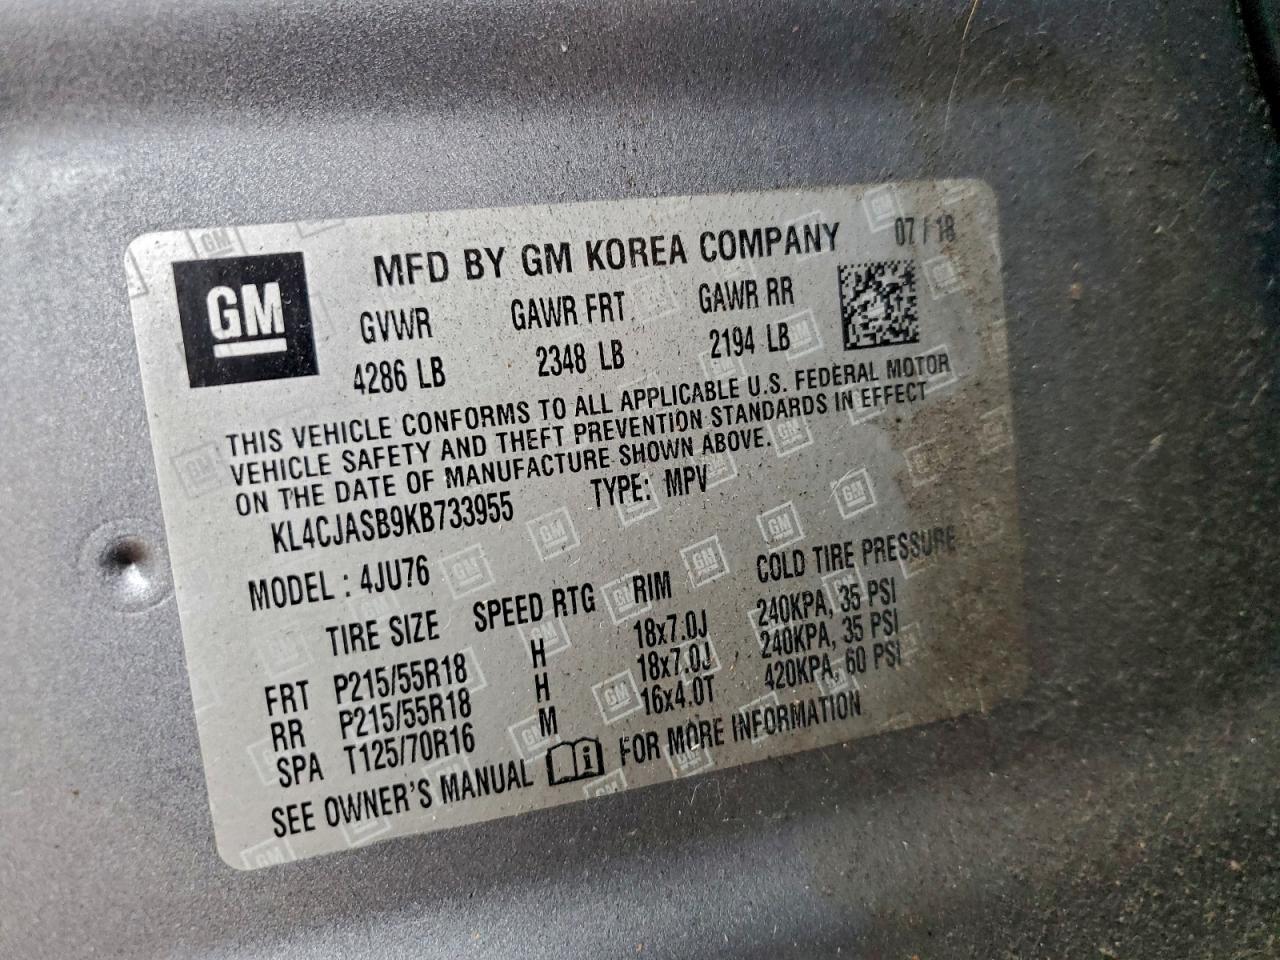 GM
MFD BY GM KOREA COMPANY 07 / 18
GVWR GAWR FRT GAWR RR
4286 LB 2348 LB 2194 LB
THIS VEHICLE CONFORMS TO ALL APPLICABLE U.S. FEDERAL MOTOR
VEHICLE SAFETY AND THEFT PREVENTION STANDARDS IN EFFECT
ON THE DATE OF MANUFACTURE SHOWN ABOVE.
KL4CJASB9KB733955 TYPE: MPV
MODEL : 4JU76
TIRE SIZE SPEED RTG RIM COLD TIRE PRESSURE
FRT P215/55R18 H 18x7.0J 240KPA, 35 PSI
RR P215/55R18 H 18x7.0J 240KPA, 35 PSI
SPA T125/70R16 M 16x4.0T 420KPA, 60 PSI
SEE OWNER'S MANUAL i FOR MORE INFORMATION